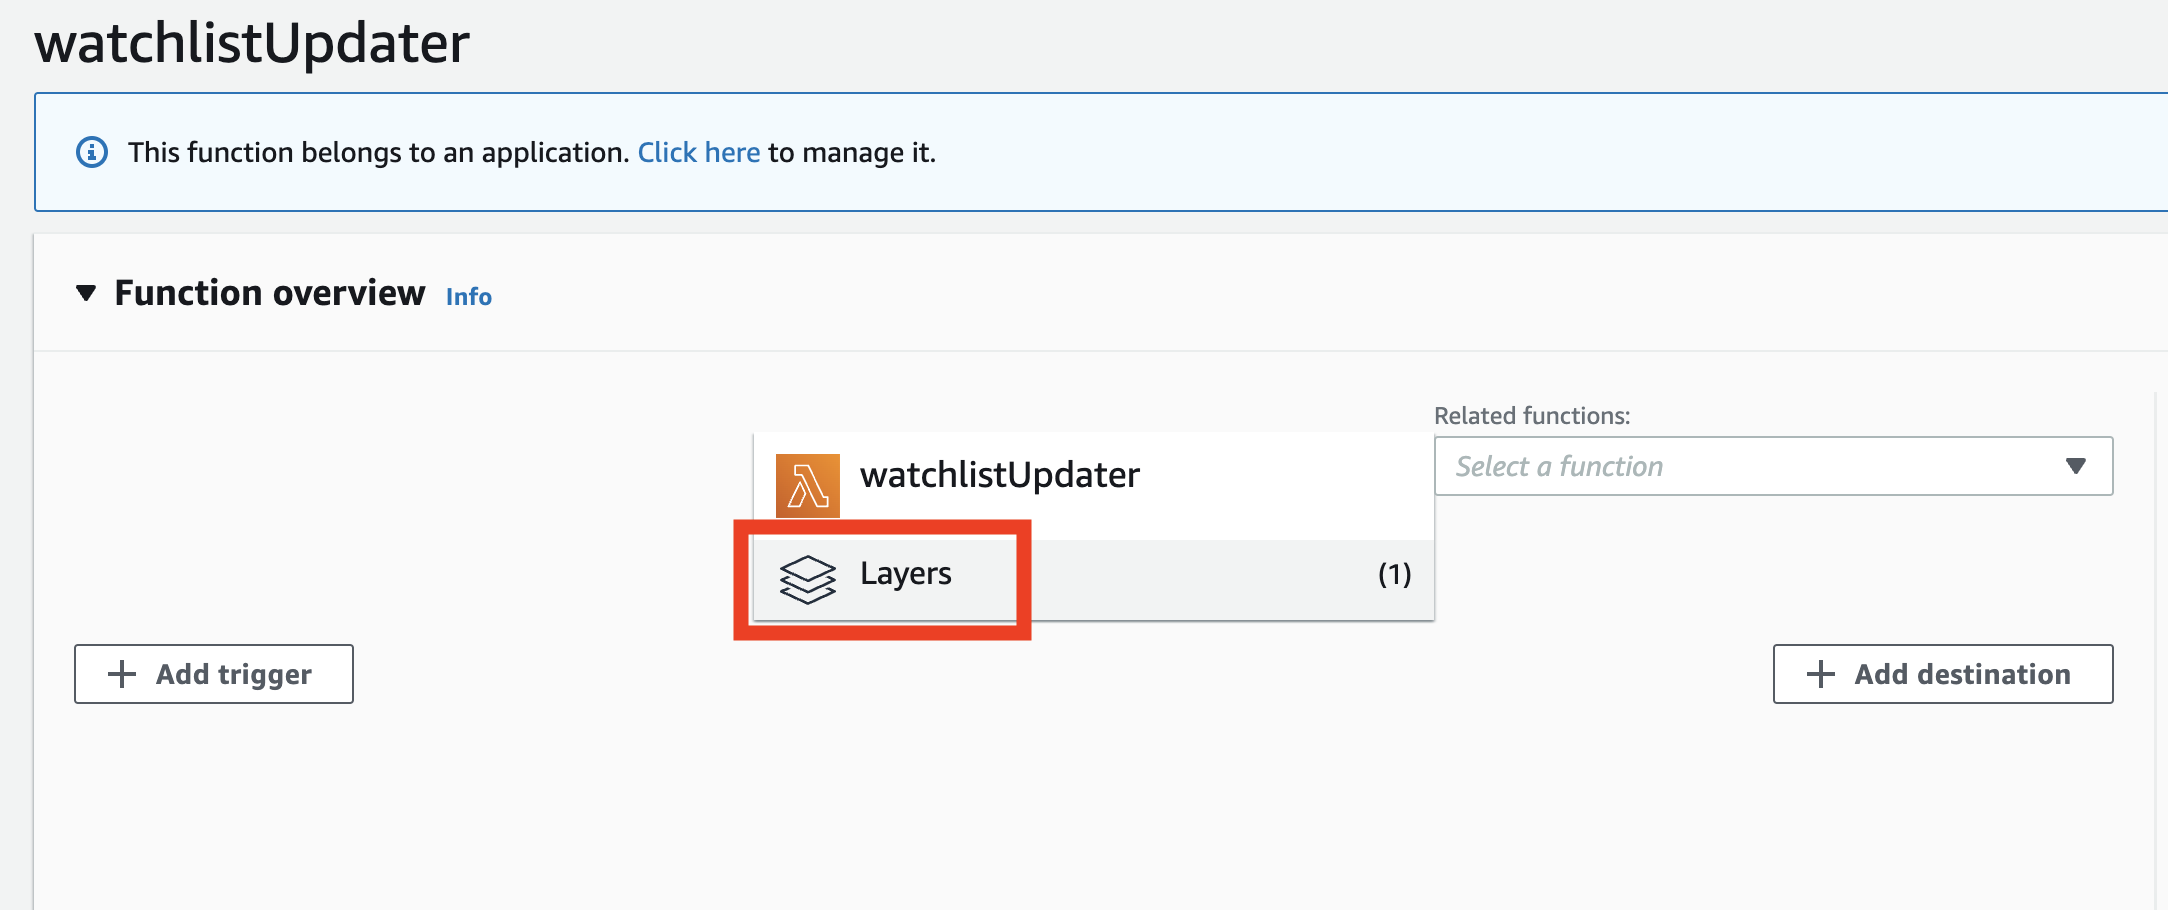 watchlistUpdater
This function belongs to an application. Click here to manage it.
Function overview Info
Related functions:
Select a function
watchlistUpdater
Layers (1)
Add trigger
Add destination